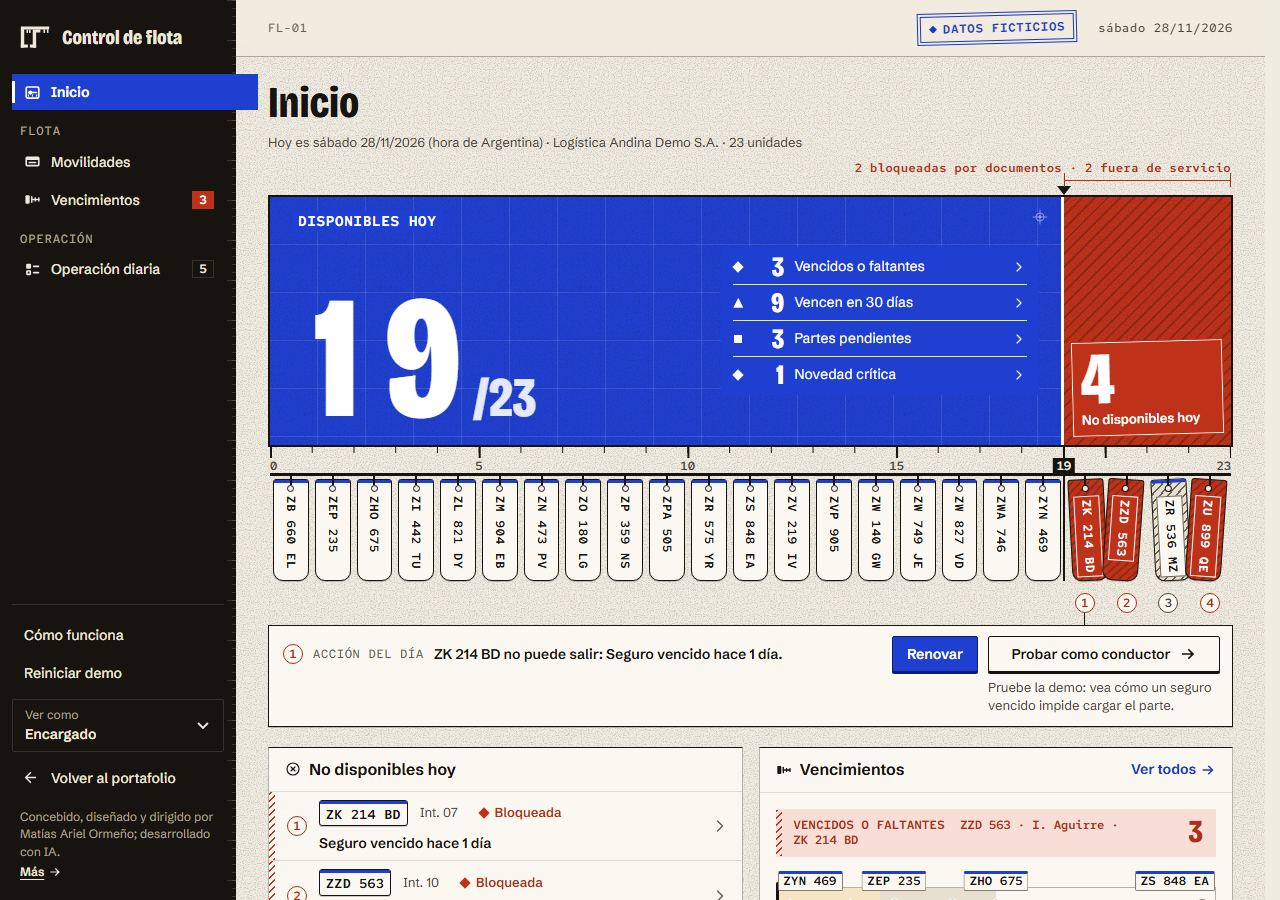 Control de flota
Inicio
FLOTA
Movilidades
Vencimientos 3
OPERACIÓN
Operación diaria 5
Cómo funciona
Reiniciar demo
Ver como
Encargado
Volver al portafolio
Concebido, diseñado y dirigido por
Matías Ariel Ormeño; desarrollado
con IA.
Más →
FL-01
◆ DATOS FICTICIOS
sábado 28/11/2026
Inicio
Hoy es sábado 28/11/2026 (hora de Argentina) · Logística Andina Demo S.A. · 23 unidades
2 bloqueadas por documentos · 2 fuera de servicio
DISPONIBLES HOY
19/23
3 Vencidos o faltantes
9 Vencen en 30 días
3 Partes pendientes
1 Novedad crítica
4
No disponibles hoy
0 5 10 15 19 23
ZB 660 EL
ZEP 235
ZHO 675
ZI 442 TU
ZL 821 DY
ZM 904 EB
ZN 473 PV
ZO 180 LG
ZP 359 NS
ZPA 505
ZR 575 YR
ZS 848 EA
ZV 219 IV
ZVP 905
ZW 140 GW
ZW 749 JE
ZW 827 VD
ZWA 746
ZYN 469
ZK 214 BD
ZZD 563
ZR 536 MZ
ZU 899 QE
1 2 3 4
1 ACCIÓN DEL DÍA ZK 214 BD no puede salir: Seguro vencido hace 1 día.
Renovar
Probar como conductor →
Pruebe la demo: vea cómo un seguro
vencido impide cargar el parte.
No disponibles hoy
1 ZK 214 BD Int. 07 ◆ Bloqueada
Seguro vencido hace 1 día
2 ZZD 563 Int. 10 ◆ Bloqueada
Vencimientos
Ver todos →
VENCIDOS O FALTANTES ZZD 563 · I. Aguirre ·
ZK 214 BD
3
ZYN 469 ZEP 235 ZHO 675 ZS 848 EA